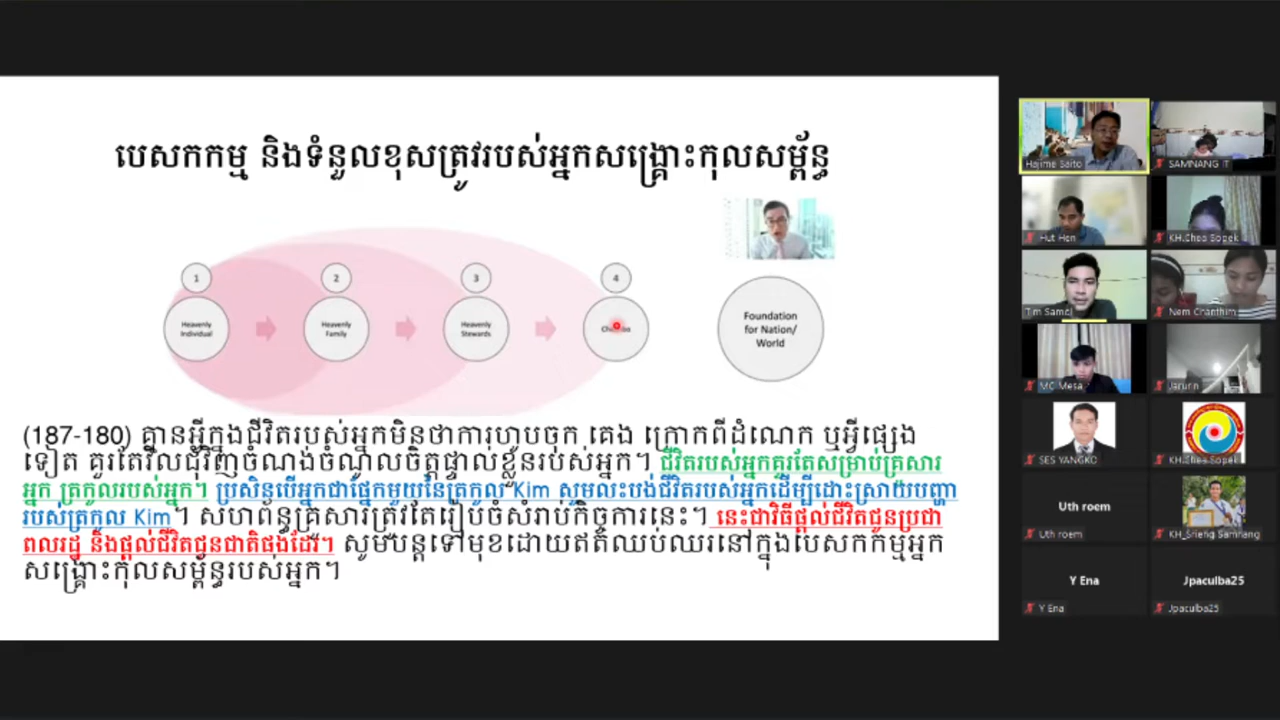 បេសកកម្ម និងទំនួលខុសត្រូវរបស់អ្នកសង្គ្រោះកុលសម្ព័ន្ធ
1
2
3
4
Heavenly
Individual
Heavenly
Family
Heavenly
Stewards
Foundation
for Nation/
World
(187-180) គ្មានអ្វីក្នុងជីវិតរបស់អ្នកមិនថាការហូបចុក គេង ក្រោកពីដំណេក ឬអ្វីផ្សេង
ទៀត គួរតែវិលជុំវិញចំណង់ចំណូលចិត្តផ្ទាល់ខ្លួនរបស់អ្នក។ ជីវិតរបស់អ្នកគួរតែសម្រាប់គ្រួសារ
អ្នក ត្រកូលរបស់អ្នក។ ប្រសិនបើអ្នកជាផ្នែកមួយនៃត្រកូល Kim សូមលះបង់ជីវិតរបស់អ្នកដើម្បីដោះស្រាយបញ្ហា
របស់ត្រកូល Kim។ សហព័ន្ធគ្រួសារត្រូវតែរៀបចំសំរាប់កិច្ចការនេះ។ នេះជាវិធីផ្តល់ជីវិតជូនប្រជា
ពលរដ្ឋ និងផ្តល់ជីវិតជូនជាតិផងដែរ។ សូមបន្តទៅមុខដោយឥតឈប់ឈរនៅក្នុងបេសកកម្មអ្នក
សង្គ្រោះកុលសម្ព័ន្ធរបស់អ្នក។
Hajime Saito
SAMNANG IT
Hut Hen
KH.Chea Sopek
Tim Samol
Nem Chanthim
MC Mesa
Jarurin
SES YANGKO
KH.Chea Sopek
Uth roem
Uth roem
KH_Srieng Samnang
Y Ena
Jpaculba25
Y Ena
Jpaculba25